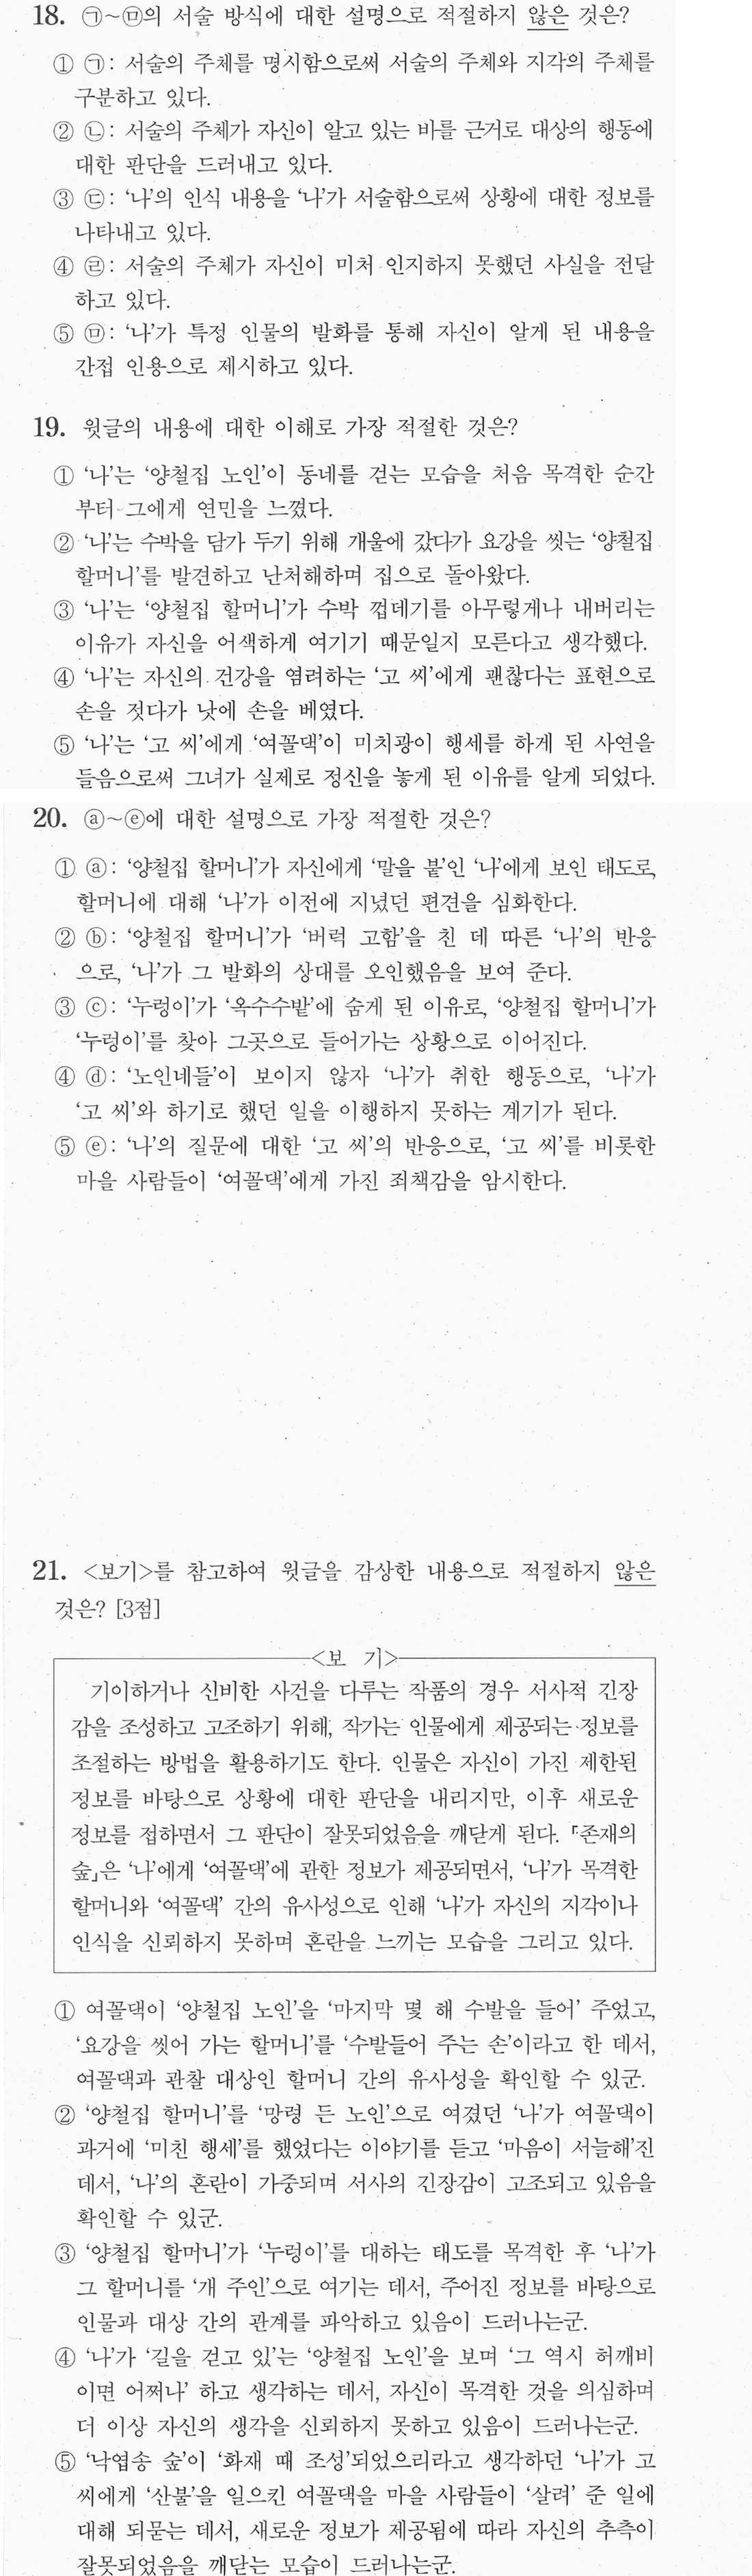 18. ㉠~㉤의 서술 방식에 대한 설명으로 적절하지 않은 것은?
① ㉠: 서술의 주체를 명시함으로써 서술의 주체와 지각의 주체를
구분하고 있다.
② ㉡: 서술의 주체가 자신이 알고 있는 바를 근거로 대상의 행동에
대한 판단을 드러내고 있다.
③ ㉢: ‘나’의 인식 내용을 ‘나’가 서술함으로써 상황에 대한 정보를
나타내고 있다.
④ ㉣: 서술의 주체가 자신이 미처 인지하지 못했던 사실을 전달
하고 있다.
⑤ ㉤: ‘나’가 특정 인물의 발화를 통해 자신이 알게 된 내용을
간접 인용으로 제시하고 있다.
19. 윗글의 내용에 대한 이해로 가장 적절한 것은?
① ‘나’는 ‘양철집 노인’이 동네를 걷는 모습을 처음 목격한 순간
부터 그에게 연민을 느꼈다.
② ‘나’는 수박을 담가 두기 위해 개울에 갔다가 요강을 씻는 ‘양철집
할머니’를 발견하고 난처해하며 집으로 돌아왔다.
③ ‘나’는 ‘양철집 할머니’가 수박 껍데기를 아무렇게나 내버리는
이유가 자신을 어색하게 여기기 때문일지 모른다고 생각했다.
④ ‘나’는 자신의 건강을 염려하는 ‘고 씨’에게 괜찮다는 표현으로
손을 젓다가 낫에 손을 베였다.
⑤ ‘나’는 ‘고 씨’에게 ‘여꼴댁’이 미치광이 행세를 하게 된 사연을
들음으로써 그녀가 실제로 정신을 놓게 된 이유를 알게 되었다.
20. ⓐ~ⓔ에 대한 설명으로 가장 적절한 것은?
① ⓐ: ‘양철집 할머니’가 자신에게 ‘말을 붙’인 ‘나’에게 보인 태도로,
할머니에 대해 ‘나’가 이전에 지녔던 편견을 심화한다.
② ⓑ: ‘양철집 할머니’가 ‘버럭 고함’을 친 데 따른 ‘나’의 반응
으로, ‘나’가 그 발화의 상대를 오인했음을 보여 준다.
③ ⓒ: ‘누렁이’가 ‘옥수수밭’에 숨게 된 이유로, ‘양철집 할머니’가
‘누렁이’를 찾아 그곳으로 들어가는 상황으로 이어진다.
④ ⓓ: ‘노인네들’이 보이지 않자 ‘나’가 취한 행동으로, ‘나’가
‘고 씨’와 하기로 했던 일을 이행하지 못하는 계기가 된다.
⑤ ⓔ: ‘나’의 질문에 대한 ‘고 씨’의 반응으로, ‘고 씨’를 비롯한
마을 사람들이 ‘여꼴댁’에게 가진 죄책감을 암시한다.
21. <보기>를 참고하여 윗글을 감상한 내용으로 적절하지 않은
것은? [3점]
<보 기>
기이하거나 신비한 사건을 다루는 작품의 경우 서사적 긴장
감을 조성하고 고조하기 위해, 작가는 인물에게 제공되는 정보를
조절하는 방법을 활용하기도 한다. 인물은 자신이 가진 제한된
정보를 바탕으로 상황에 대한 판단을 내리지만, 이후 새로운
정보를 접하면서 그 판단이 잘못되었음을 깨닫게 된다. 「존재의
숲」은 ‘나’에게 ‘여꼴댁’에 관한 정보가 제공되면서, ‘나’가 목격한
할머니와 ‘여꼴댁’ 간의 유사성으로 인해 ‘나’가 자신의 지각이나
인식을 신뢰하지 못하며 혼란을 느끼는 모습을 그리고 있다.
① 여꼴댁이 ‘양철집 노인’을 ‘마지막 몇 해 수발을 들어’ 주었고,
‘요강을 씻어 가는 할머니’를 ‘수발들어 주는 손’이라고 한 데서,
여꼴댁과 관찰 대상인 할머니 간의 유사성을 확인할 수 있군.
② ‘양철집 할머니’를 ‘망령 든 노인’으로 여겼던 ‘나’가 여꼴댁이
과거에 ‘미친 행세’를 했었다는 이야기를 듣고 ‘마음이 서늘해’진
데서, ‘나’의 혼란이 가중되며 서사의 긴장감이 고조되고 있음을
확인할 수 있군.
③ ‘양철집 할머니’가 ‘누렁이’를 대하는 태도를 목격한 후 ‘나’가
그 할머니를 ‘개 주인’으로 여기는 데서, 주어진 정보를 바탕으로
인물과 대상 간의 관계를 파악하고 있음이 드러나는군.
④ ‘나’가 ‘길을 걷고 있’는 ‘양철집 노인’을 보며 ‘그 역시 허깨비
이면 어쩌나’ 하고 생각하는 데서, 자신이 목격한 것을 의심하며
더 이상 자신의 생각을 신뢰하지 못하고 있음이 드러나는군.
⑤ ‘낙엽송 숲’이 ‘화재 때 조성’되었으리라고 생각하던 ‘나’가 고
씨에게 ‘산불’을 일으킨 여꼴댁을 마을 사람들이 ‘살려’ 준 일에
대해 되묻는 데서, 새로운 정보가 제공됨에 따라 자신의 추측이
잘못되었음을 깨닫는 모습이 드러나는군.